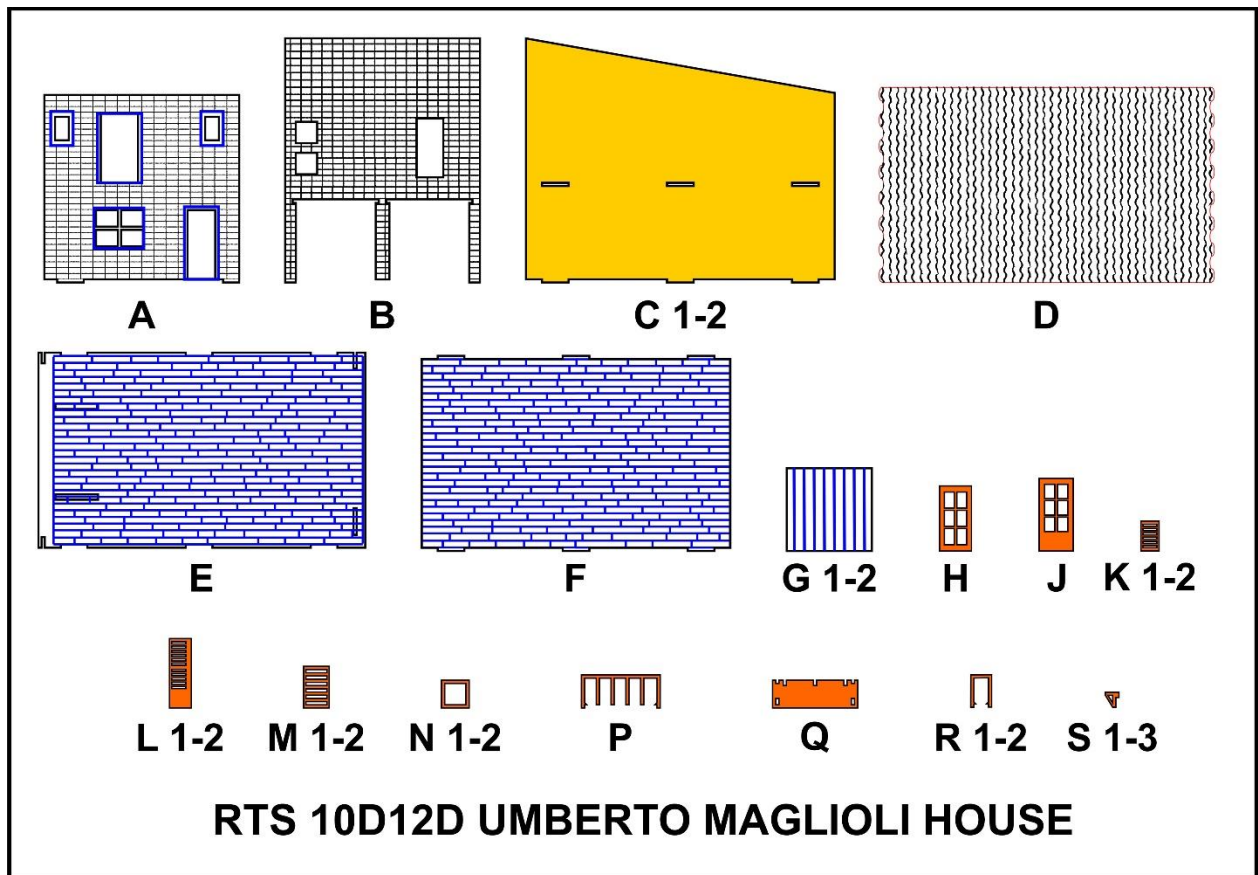 A B C 1-2 D
E F G 1-2 H J K 1-2
L 1-2 M 1-2 N 1-2 P Q R 1-2 S 1-3
RTS 10D12D UMBERTO MAGLIOLI HOUSE